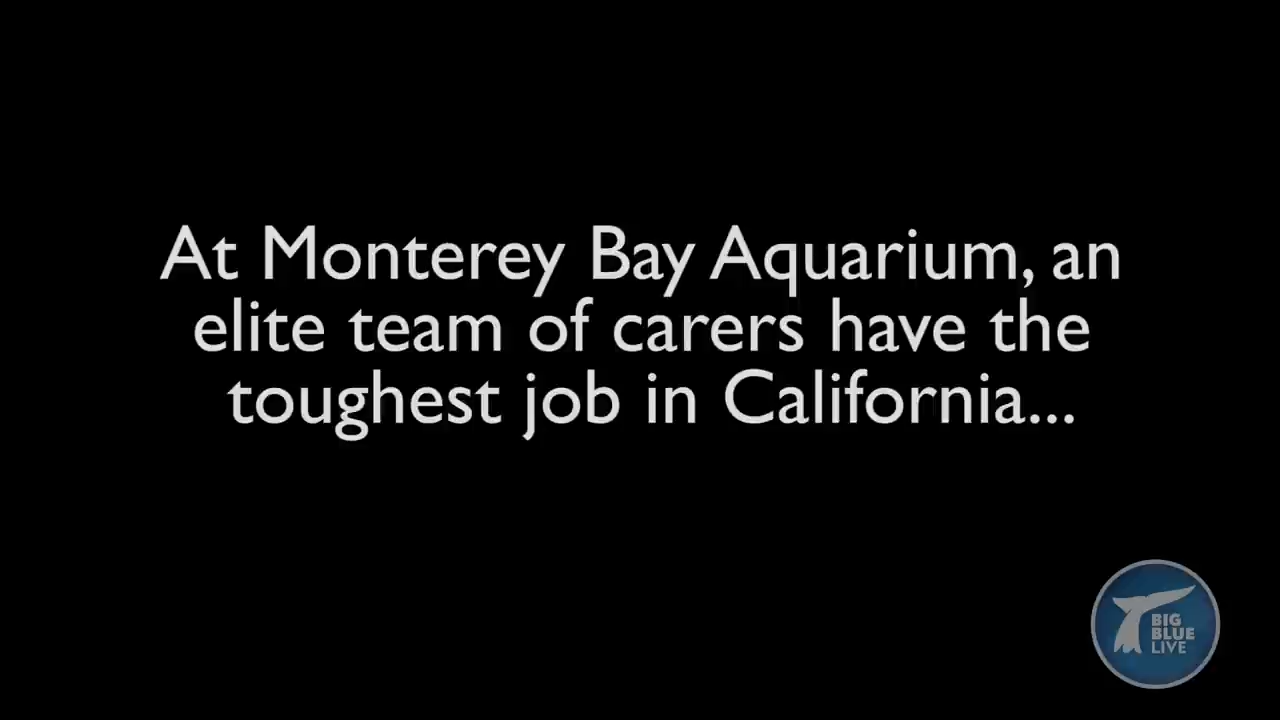 At Monterey Bay Aquarium, an
elite team of carers have the
toughest job in California...
BIG
BLUE
LIVE